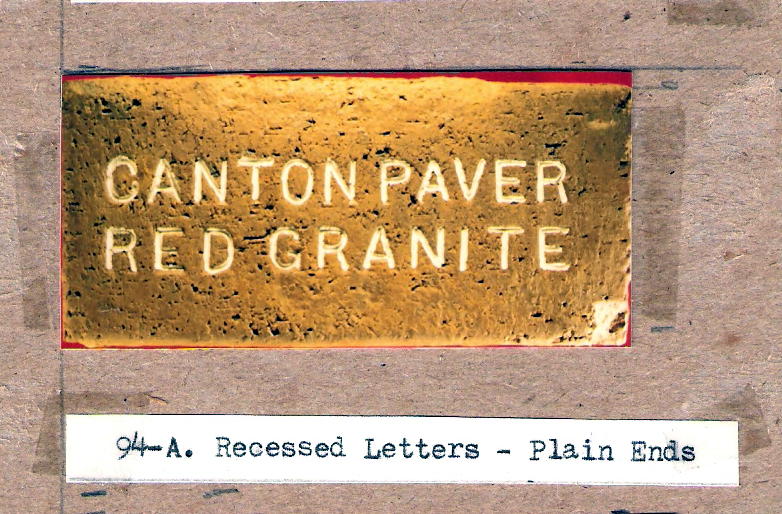 CANTON PAVER
RED GRANITE
94-A. Recessed Letters - Plain Ends